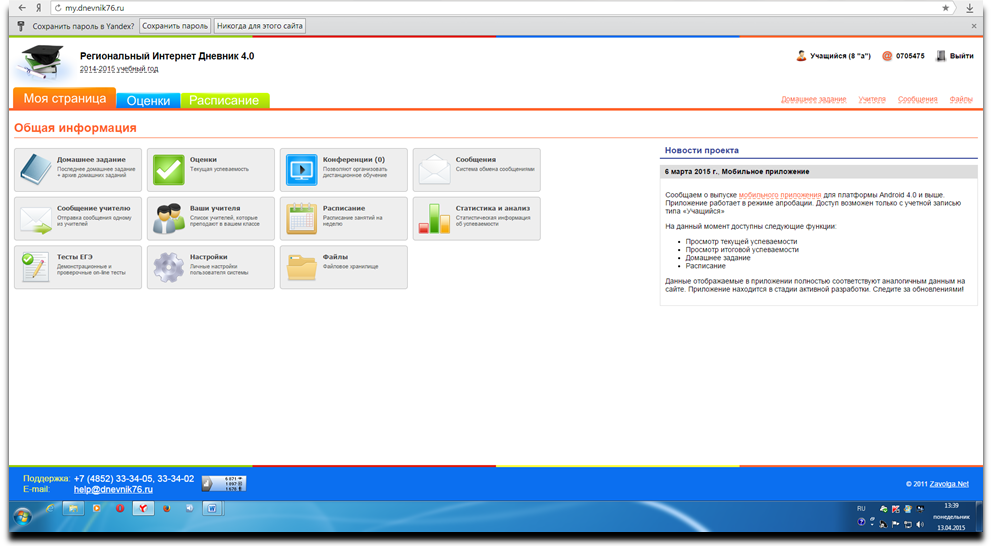 my.dnevnik76.ru
Сохранить пароль в Yandex? Сохранить пароль Никогда для этого сайта
Региональный Интернет Дневник 4.0
2014-2015 учебный год
Учащийся (8 "а") 0705475 Выйти
Моя страница Оценки Расписание
Домашнее задание Учителя Сообщения Файлы
Общая информация
Домашнее задание
Последнее домашнее задание
+ архив домашних заданий
Оценки
Текущая успеваемость
Конференции (0)
Позволяют организовать
дистанционное обучение
Сообщения
Система обмена сообщениями
Сообщение учителю
Отправка сообщения одному
из учителей
Ваши учителя
Список учителей, которые
преподают в вашем классе
Расписание
Расписание занятий на
неделю
Статистика и анализ
Статистическая информация
об успеваемости
Тесты ЕГЭ
Демонстрационные и
проверочные on-line тесты
Настройки
Личные настройки
пользователя системы
Файлы
Файловое хранилище
Новости проекта
6 марта 2015 г., Мобильное приложение
Сообщаем о выпуске мобильного приложения для платформы Android 4.0 и выше.
Приложение работает в режиме апробации. Доступ возможен только с учетной записью
типа «Учащийся»
На данный момент доступны следующие функции:
Просмотр текущей успеваемости
Просмотр итоговой успеваемости
Домашнее задание
Расписание
Данные отображаемые в приложении полностью соответствуют аналогичным данным на
сайте. Приложение находится в стадии активной разработки. Следите за обновлениями!
Поддержка: +7 (4852) 33-34-05, 33-34-02
E-mail: help@dnevnik76.ru
© 2011 Zavolga.Net
RU
13:39
понедельник
13.04.2015